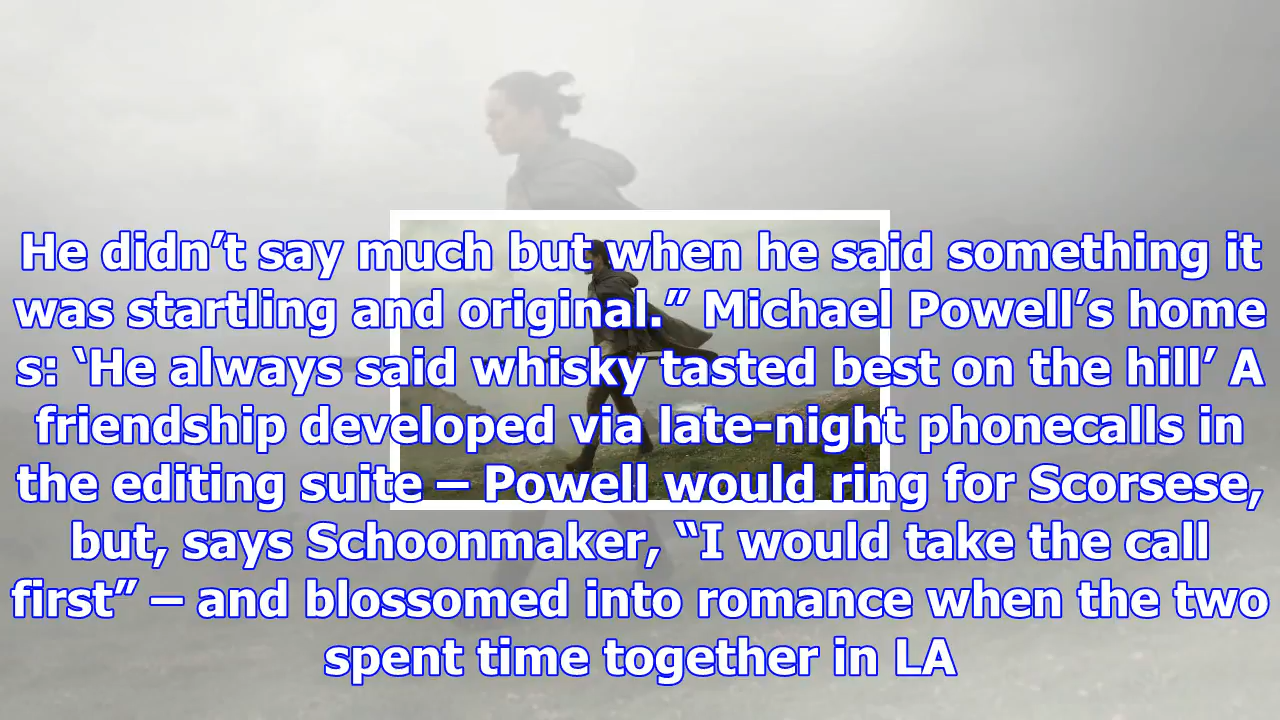 He didn’t say much but when he said something it
was startling and original.” Michael Powell’s home
s: ‘He always said whisky tasted best on the hill’ A
friendship developed via late-night phonecalls in
the editing suite – Powell would ring for Scorsese,
but, says Schoonmaker, “I would take the call
first” – and blossomed into romance when the two
spent time together in LA